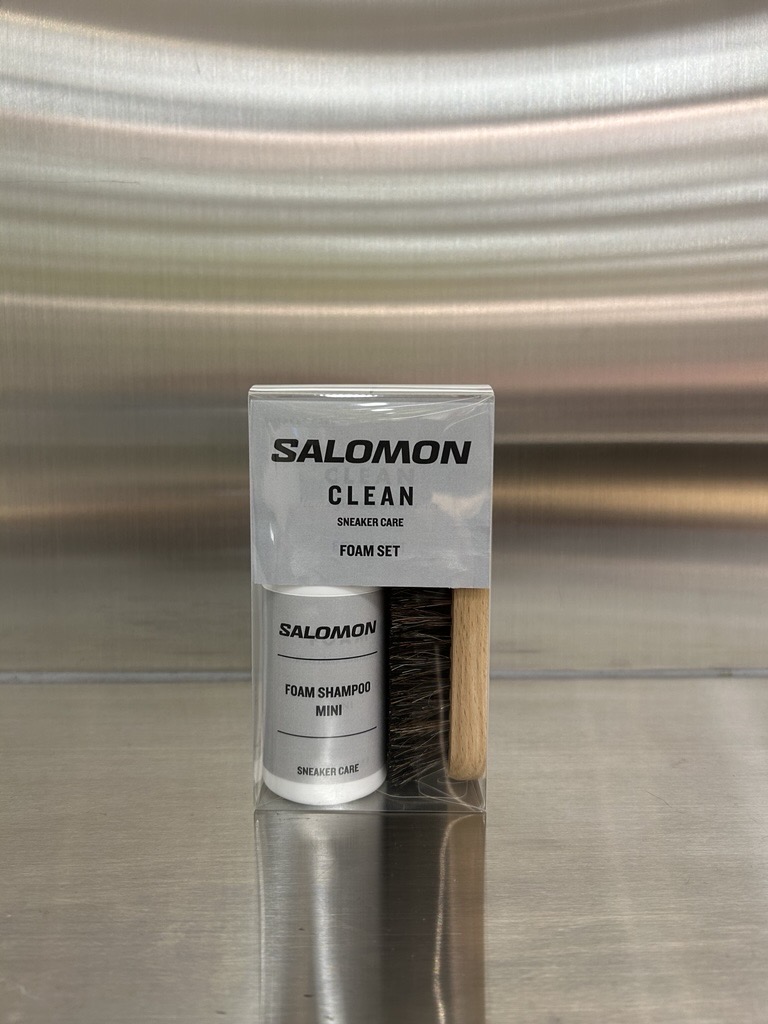 SALOMON
CLEAN
SNEAKER CARE
FOAM SET
SALOMON
FOAM SHAMPOO
MINI
SNEAKER CARE